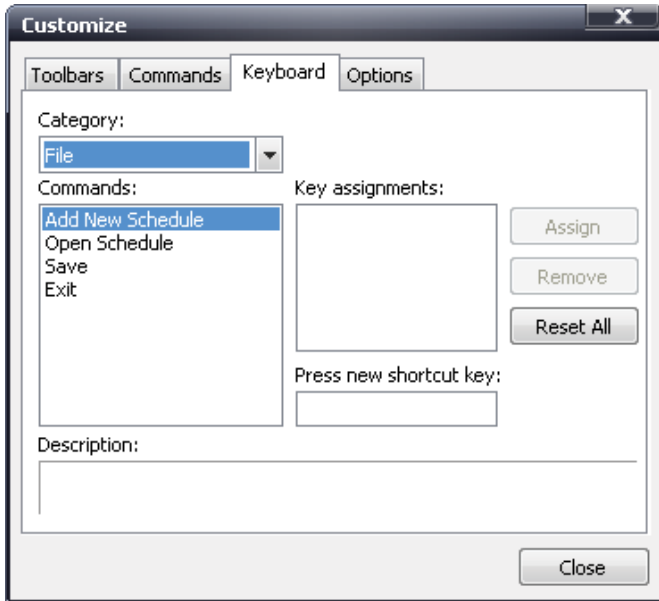 Customize
X
Toolbars Commands Keyboard Options
Category:
File
Commands:
Add New Schedule
Open Schedule
Save
Exit
Key assignments:
Assign
Remove
Reset All
Press new shortcut key:
Description:
Close